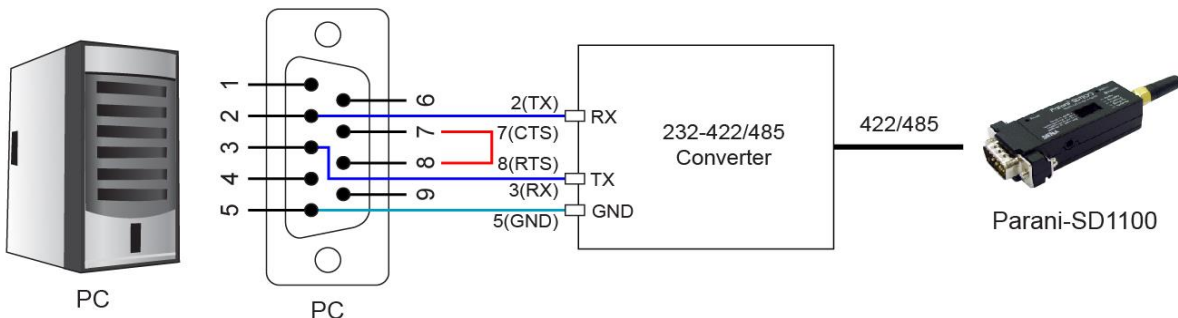 PC
1
2
3
4
5
6
7
8
9
PC
2(TX)
7(CTS)
8(RTS)
3(RX)
5(GND)
RX
TX
GND
232-422/485
Converter
422/485
Parani-SD1100